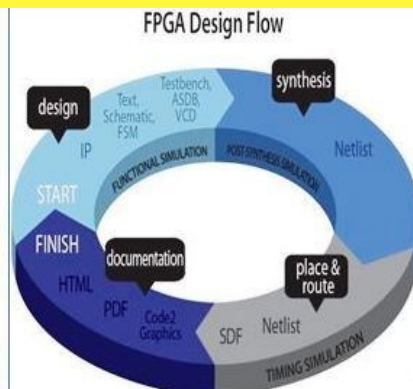 FPGA Design Flow
design
START
IP
Text,
Schematic,
FSM
Testbench,
ASDB,
VCD
FUNCTIONAL SIMULATION
synthesis
POST-SYNTHESIS SIMULATION
Netlist
place &
route
Netlist
SDF
TIMING SIMULATION
documentation
Code2
Graphics
PDF
HTML
FINISH